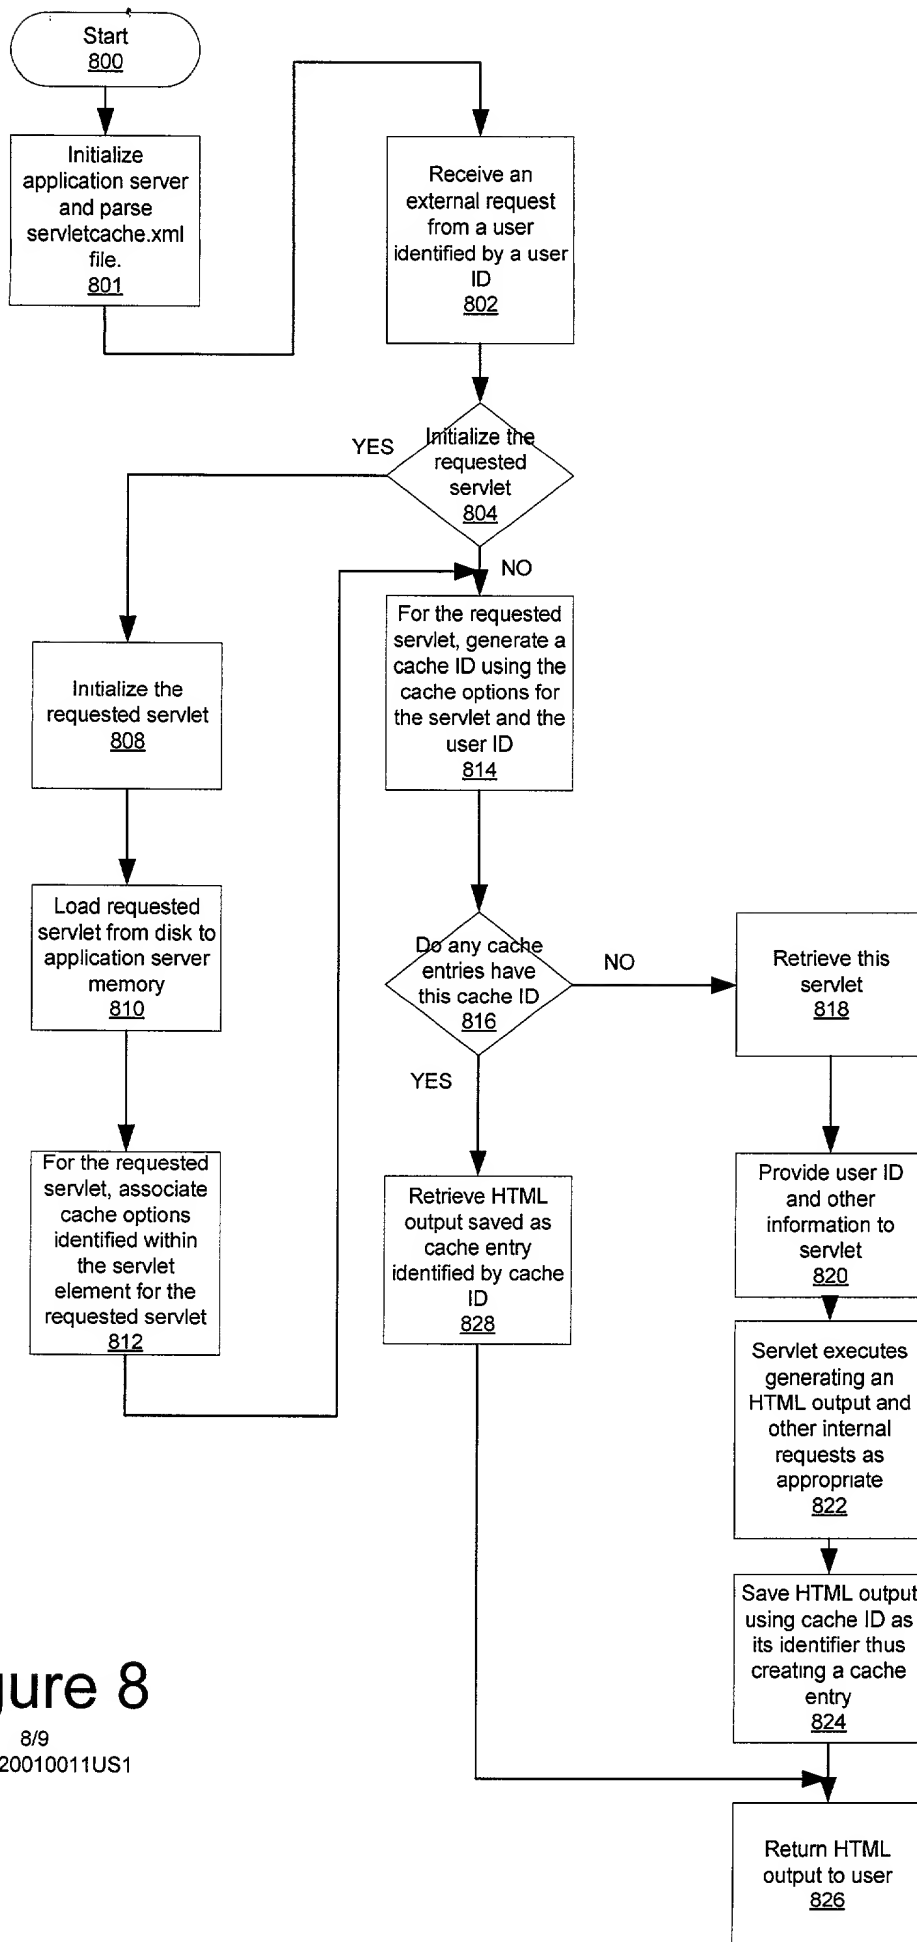 Start
800
Initialize
application server
and parse
servletcache.xml
file.
801
Receive an
external request
from a user
identified by a user
ID
802
YES
Initialize the
requested
servlet
804
NO
Initialize the
requested servlet
808
For the requested
servlet, generate a
cache ID using the
cache options for
the servlet and the
user ID
814
Load requested
servlet from disk to
application server
memory
810
Do any cache
entries have
this cache ID
816
NO
YES
Retrieve this
servlet
818
For the requested
servlet, associate
cache options
identified within
the servlet
element for the
requested servlet
812
Retrieve HTML
output saved as
cache entry
identified by cache
ID
828
Provide user ID
and other
information to
servlet
820
Servlet executes
generating an
HTML output and
other internal
requests as
appropriate
822
Save HTML output
using cache ID as
its identifier thus
creating a cache
entry
824
Return HTML
output to user
826
gure 8
8/9
20010011US1